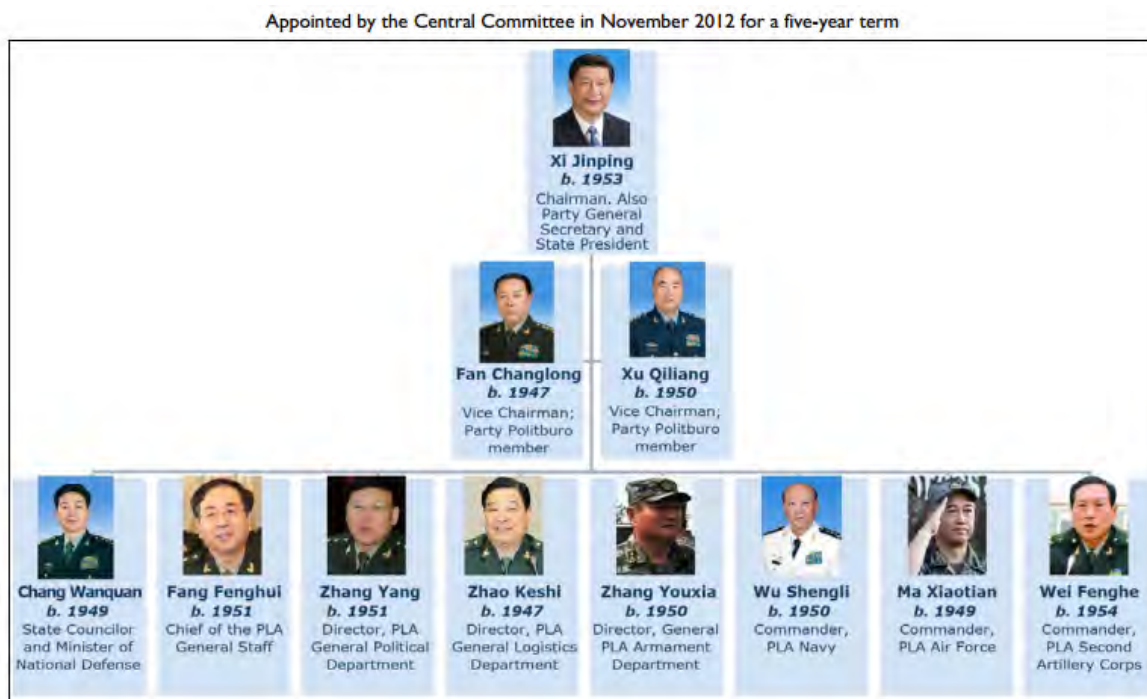 Appointed by the Central Committee in November 2012 for a five-year term
Xi Jinping
b. 1953
Chairman. Also
Party General
Secretary and
State President
Fan Changlong
b. 1947
Vice Chairman;
Party Politburo
member
Xu Qiliang
b. 1950
Vice Chairman;
Party Politburo
member
Chang Wanquan
b. 1949
State Councilor
and Minister of
National Defense
Fang Fenghui
b. 1951
Chief of the PLA
General Staff
Zhang Yang
b. 1951
Director, PLA
General Political
Department
Zhao Keshi
b. 1947
Director, PLA
General Logistics
Department
Zhang Youxia
b. 1950
Director, General
PLA Armament
Department
Wu Shengli
b. 1950
Commander,
PLA Navy
Ma Xiaotian
b. 1949
Commander,
PLA Air Force
Wei Fenghe
b. 1954
Commander,
PLA Second
Artillery Corps